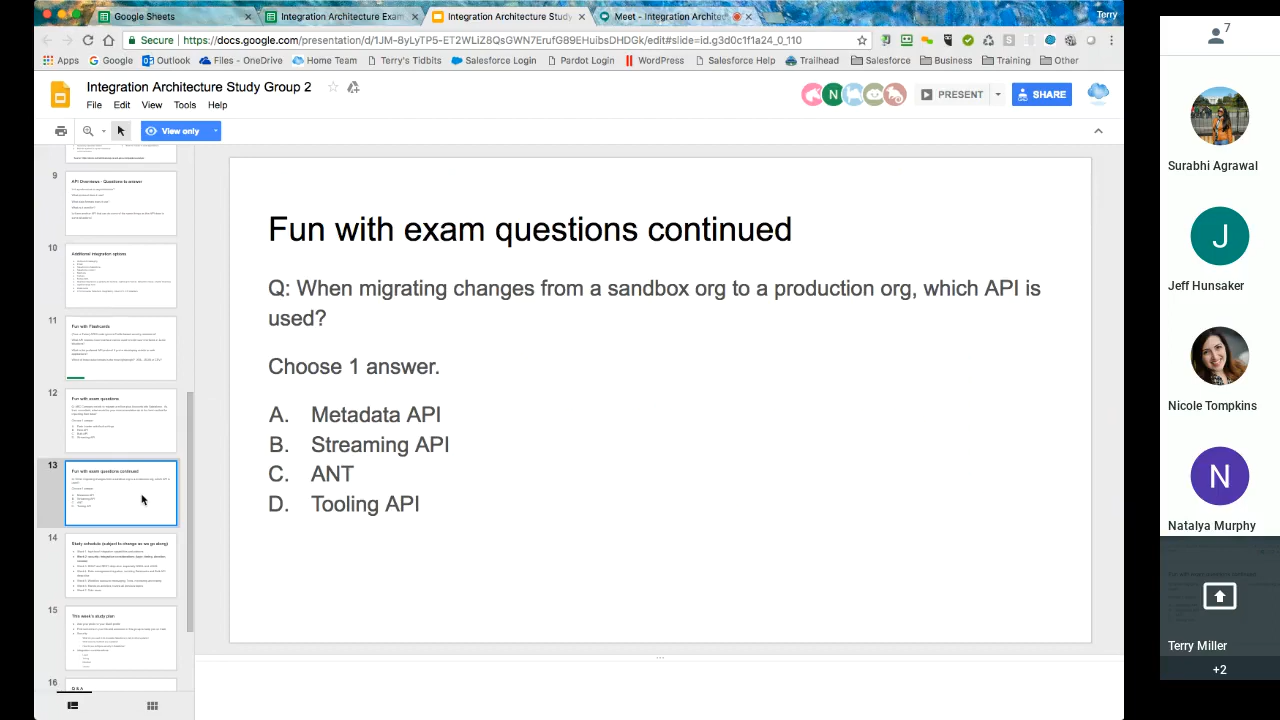 Google Sheets
Integration Architecture Exam
Integration Architecture Study
Meet - Integration Architec
Terry
Secure
https://docs.google.com/presentation/d/1JM-8yLyTP5-ET2WLiZ8QsGWx7ErufG89EHuibsDHDGk/edit#slide=id.g3d0c1f1a24_0_110
Apps
Google
Outlook
Files - OneDrive
Home Team
Terry's Tidbits
Salesforce Login
Pardot Login
WordPress
Salesforce Help
Trailhead
Salesforce
Business
Training
Other
Integration Architecture Study Group 2
File Edit View Tools Help
N
PRESENT
SHARE
View only
9
API Overviews - Questions to answer
10
Additional integration options
11
Fun with Flashcards
12
Fun with exam questions
13
Fun with exam questions continued
14
Study schedule (subject to change as we go along)
15
This week's study plan
16
Q&A
Fun with exam questions continued
Q: When migrating changes from a sandbox org to a production org, which API is
used?
Choose 1 answer.
A. Metadata API
B. Streaming API
C. ANT
D. Tooling API
7
Surabhi Agrawal
J
Jeff Hunsaker
Nicole Tompkins
N
Natalya Murphy
Terry Miller
+2